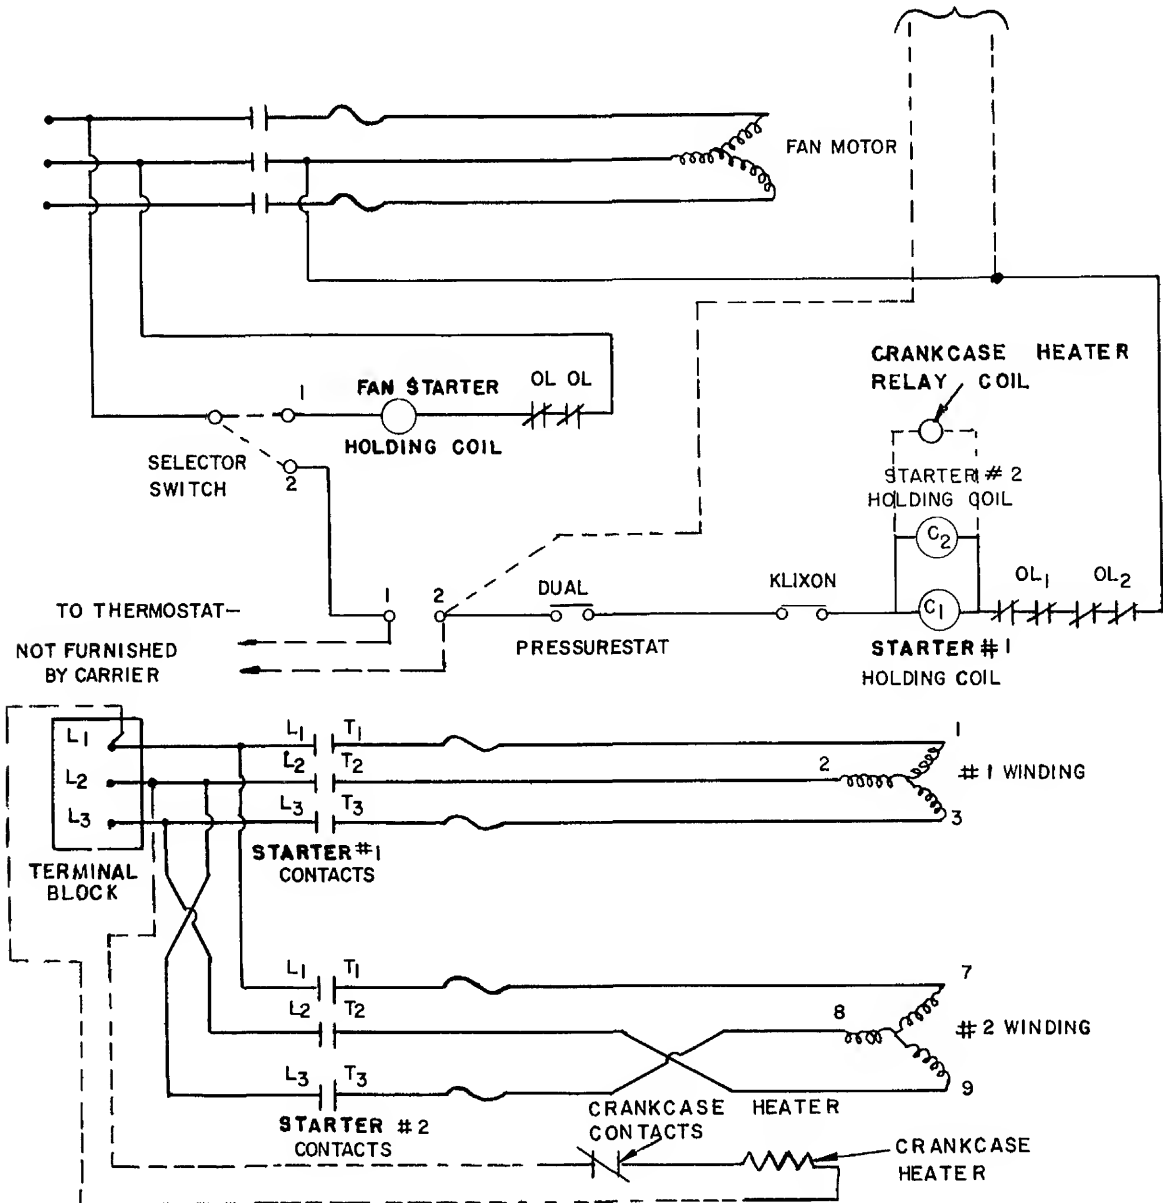 FAN MOTOR
CRANKCASE HEATER
RELAY COIL
1
FAN STARTER
HOLDING COIL
OL OL
SELECTOR
SWITCH
2
STARTER # 2
HOLDING COIL
C2
TO THERMOSTAT—
NOT FURNISHED
BY CARRIER
1
2
DUAL
PRESSURESTAT
KLIXON
C1
OL1
OL2
STARTER # 1
HOLDING COIL
L1
L2
L3
TERMINAL
BLOCK
L1 T1
L2 T2
L3 T3
STARTER #1
CONTACTS
1
2
3
# 1 WINDING
L1 T1
L2 T2
L3 T3
STARTER #2
CONTACTS
7
8
9
# 2 WINDING
CRANKCASE HEATER
CONTACTS
CRANKCASE
HEATER